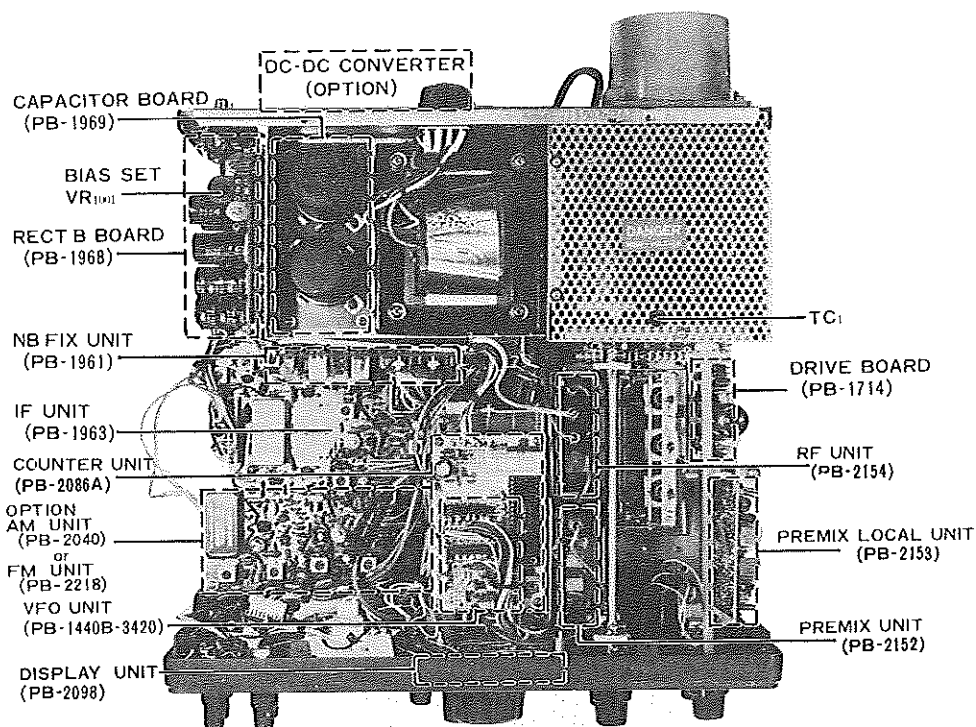 DC-DC CONVERTER
(OPTION)
CAPACITOR BOARD
(PB-1969)
BIAS SET
VR1001
RECT B BOARD
(PB-1968)
NB FIX UNIT
(PB-1961)
IF UNIT
(PB-1963)
COUNTER UNIT
(PB-2086A)
OPTION
AM UNIT
(PB-2040)
or
FM UNIT
(PB-2218)
VFO UNIT
(PB-1440B-3420)
DISPLAY UNIT
(PB-2098)
DANGER
TC1
DRIVE BOARD
(PB-1714)
RF UNIT
(PB-2154)
PREMIX LOCAL UNIT
(PB-2153)
PREMIX UNIT
(PB-2152)